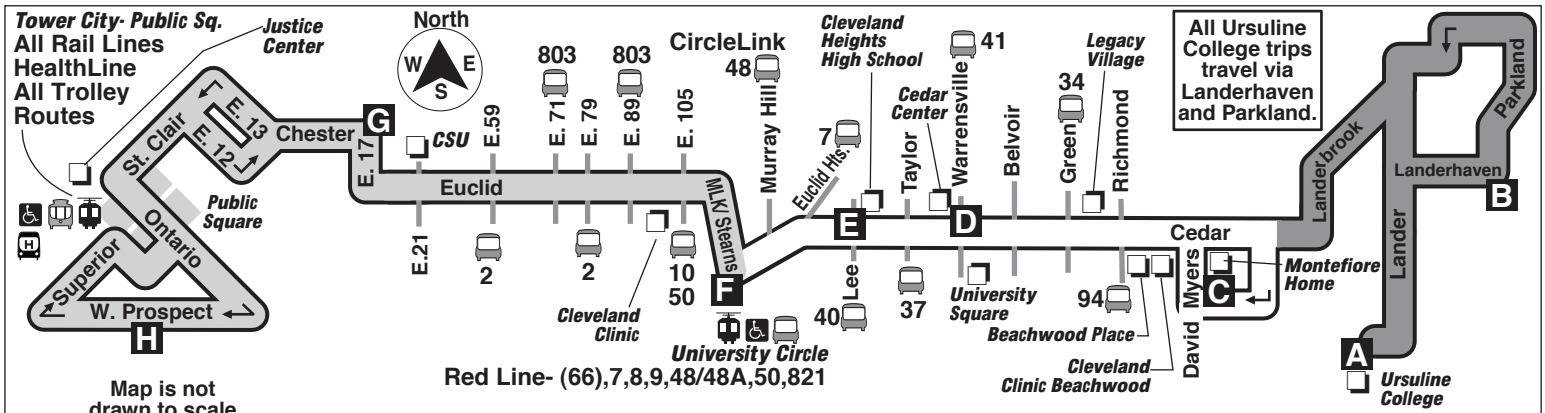 Tower City- Public Sq.
All Rail Lines
HealthLine
All Trolley
Routes
Justice
Center
North
W
E
S
E. 13
E. 12
St. Clair
Chester
G
E. 17
CSU
Public
Square
Ontario
Superior
W. Prospect
H
H
Map is not
drawn to scale
Euclid
E.21
E.59
2
803
E. 71
E. 79
2
803
E. 89
E. 105
10
50
Cleveland
Clinic
MLK/ Stearns
F
University Circle
Red Line- (66),7,8,9,48/48A,50,821
CircleLink
48
Murray Hill
7
Euclid Hts.
Cleveland
Heights
High School
E
Lee
40
Taylor
37
Cedar
Center
Warrensville
41
D
University
Square
Belvoir
34
Green
Legacy
Village
Richmond
94
Beachwood Place
Cleveland
Clinic Beachwood
Cedar
David Myers
C
Montefiore
Home
All Ursuline
College trips
travel via
Landerhaven
and Parkland.
Lander brook
Parkland
Landerhaven
B
Lander
A
Ursuline
College